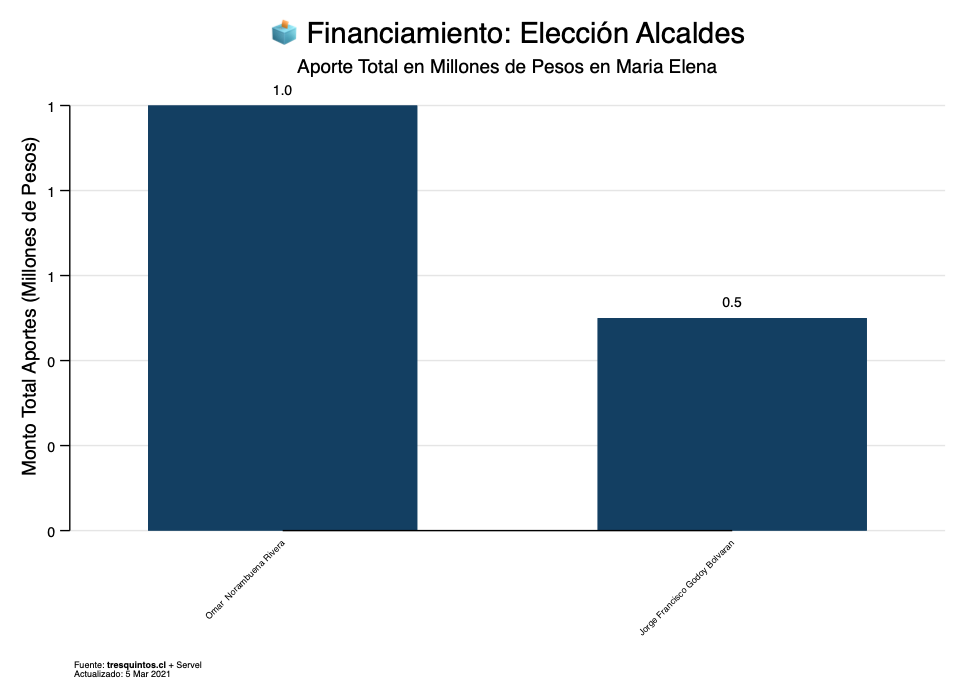 Financiamiento: Elección Alcaldes
Aporte Total en Millones de Pesos en Maria Elena
Monto Total Aportes (Millones de Pesos)
1
1
1
0
0
0
1.0
0.5
Omar Norambuena Rivera
Jorge Francisco Godoy Bolvaran
Fuente: tresquintos.cl + Servel
Actualizado: 5 Mar 2021